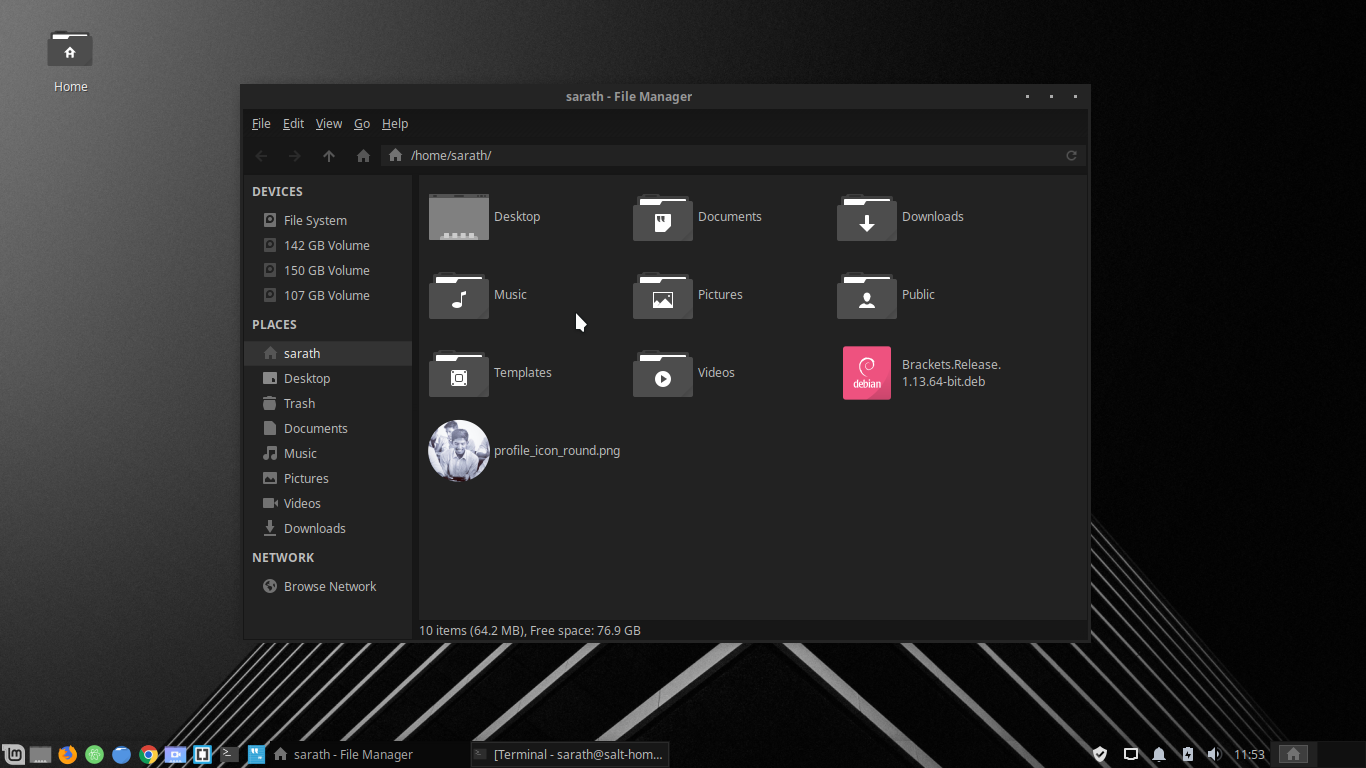 Home
sarath - File Manager
File Edit View Go Help
/home/sarath/
DEVICES
File System
142 GB Volume
150 GB Volume
107 GB Volume
PLACES
sarath
Desktop
Trash
Documents
Music
Pictures
Videos
Downloads
NETWORK
Browse Network
Desktop
Documents
Downloads
Music
Pictures
Public
Templates
Videos
debian
Brackets.Release.
1.13.64-bit.deb
profile_icon_round.png
10 items (64.2 MB), Free space: 76.9 GB
sarath - File Manager
[Terminal - sarath@salt-hom...
11:53